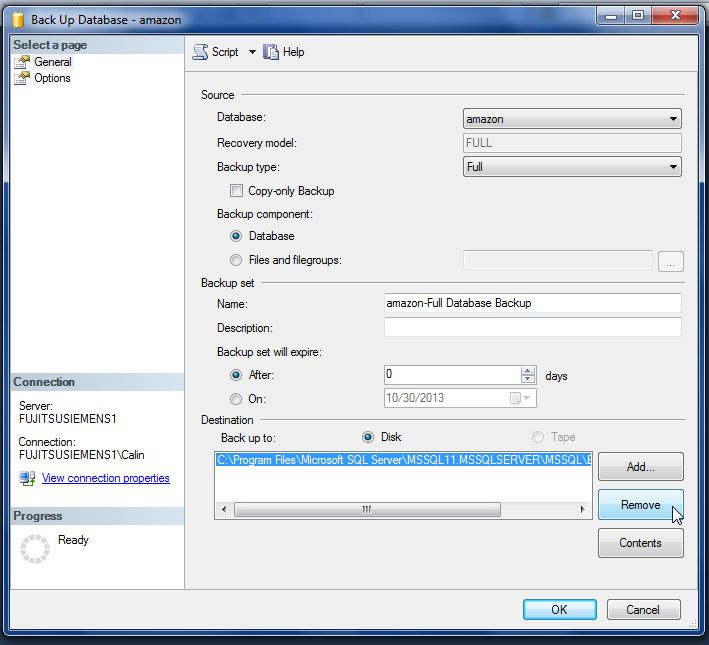 Back Up Database - amazon
Select a page
General
Options
Script
Help
Source
Database:
amazon
Recovery model:
FULL
Backup type:
Full
Copy-only Backup
Backup component:
Database
Files and filegroups:
...
Backup set
Name:
amazon-Full Database Backup
Description:
Backup set will expire:
After:
0
days
On:
10/30/2013
Destination
Back up to:
Disk
Tape
C:\Program Files\Microsoft SQL Server\MSSQL11.MSSQLSERVER\MSSQL\
Add...
Remove
Contents
Connection
Server:
FUJITSUSIEMENS1
Connection:
FUJITSUSIEMENS1\Calin
View connection properties
Progress
Ready
OK
Cancel